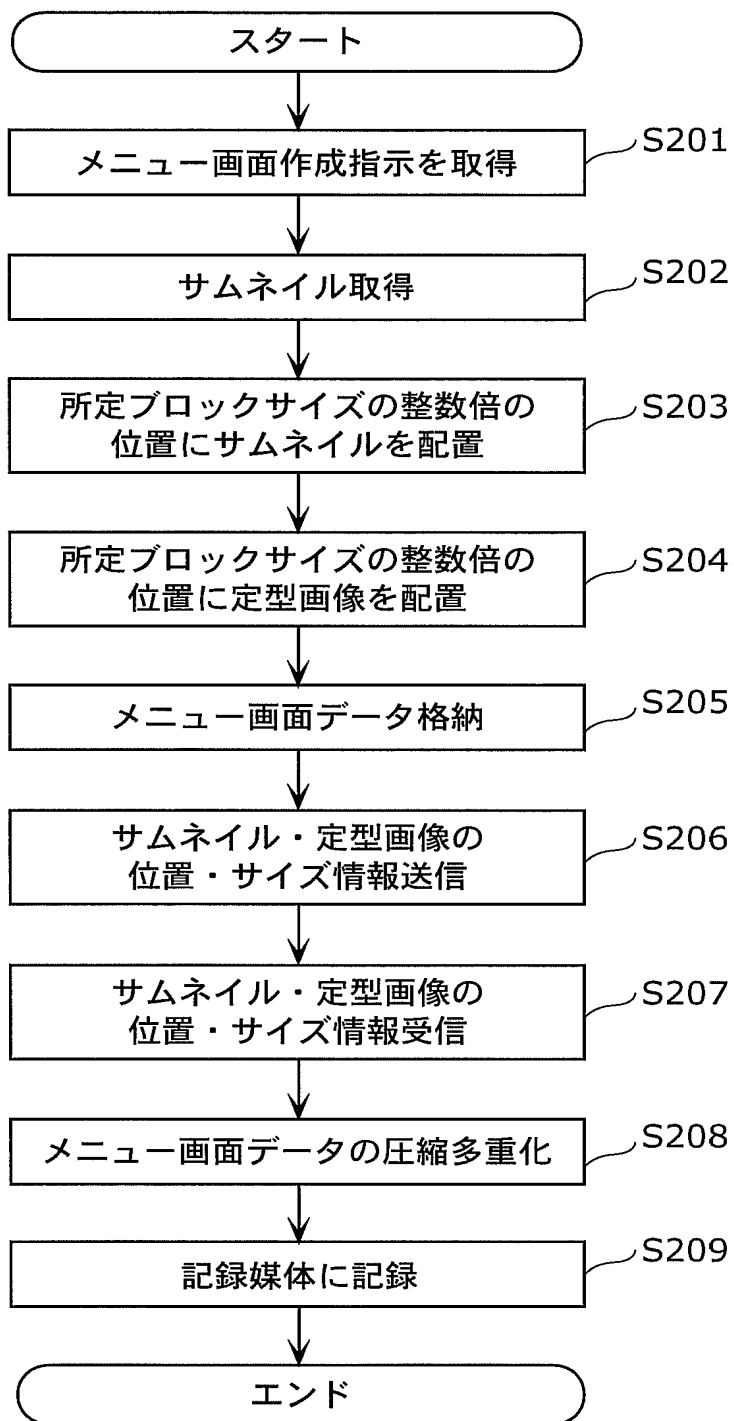 スタート
メニュー画面作成指示を取得
S201
サムネイル取得
S202
所定ブロックサイズの整数倍の
位置にサムネイルを配置
S203
所定ブロックサイズの整数倍の
位置に定型画像を配置
S204
メニュー画面データ格納
S205
サムネイル・定型画像の
位置・サイズ情報送信
S206
サムネイル・定型画像の
位置・サイズ情報受信
S207
メニュー画面データの圧縮多重化
S208
記録媒体に記録
S209
エンド